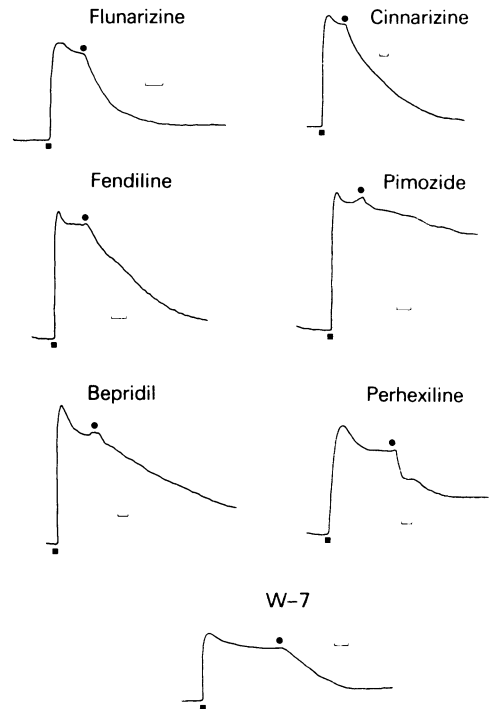 Flunarizine
Cinnarizine
Fendiline
Pimozide
Bepridil
Perhexiline
W-7